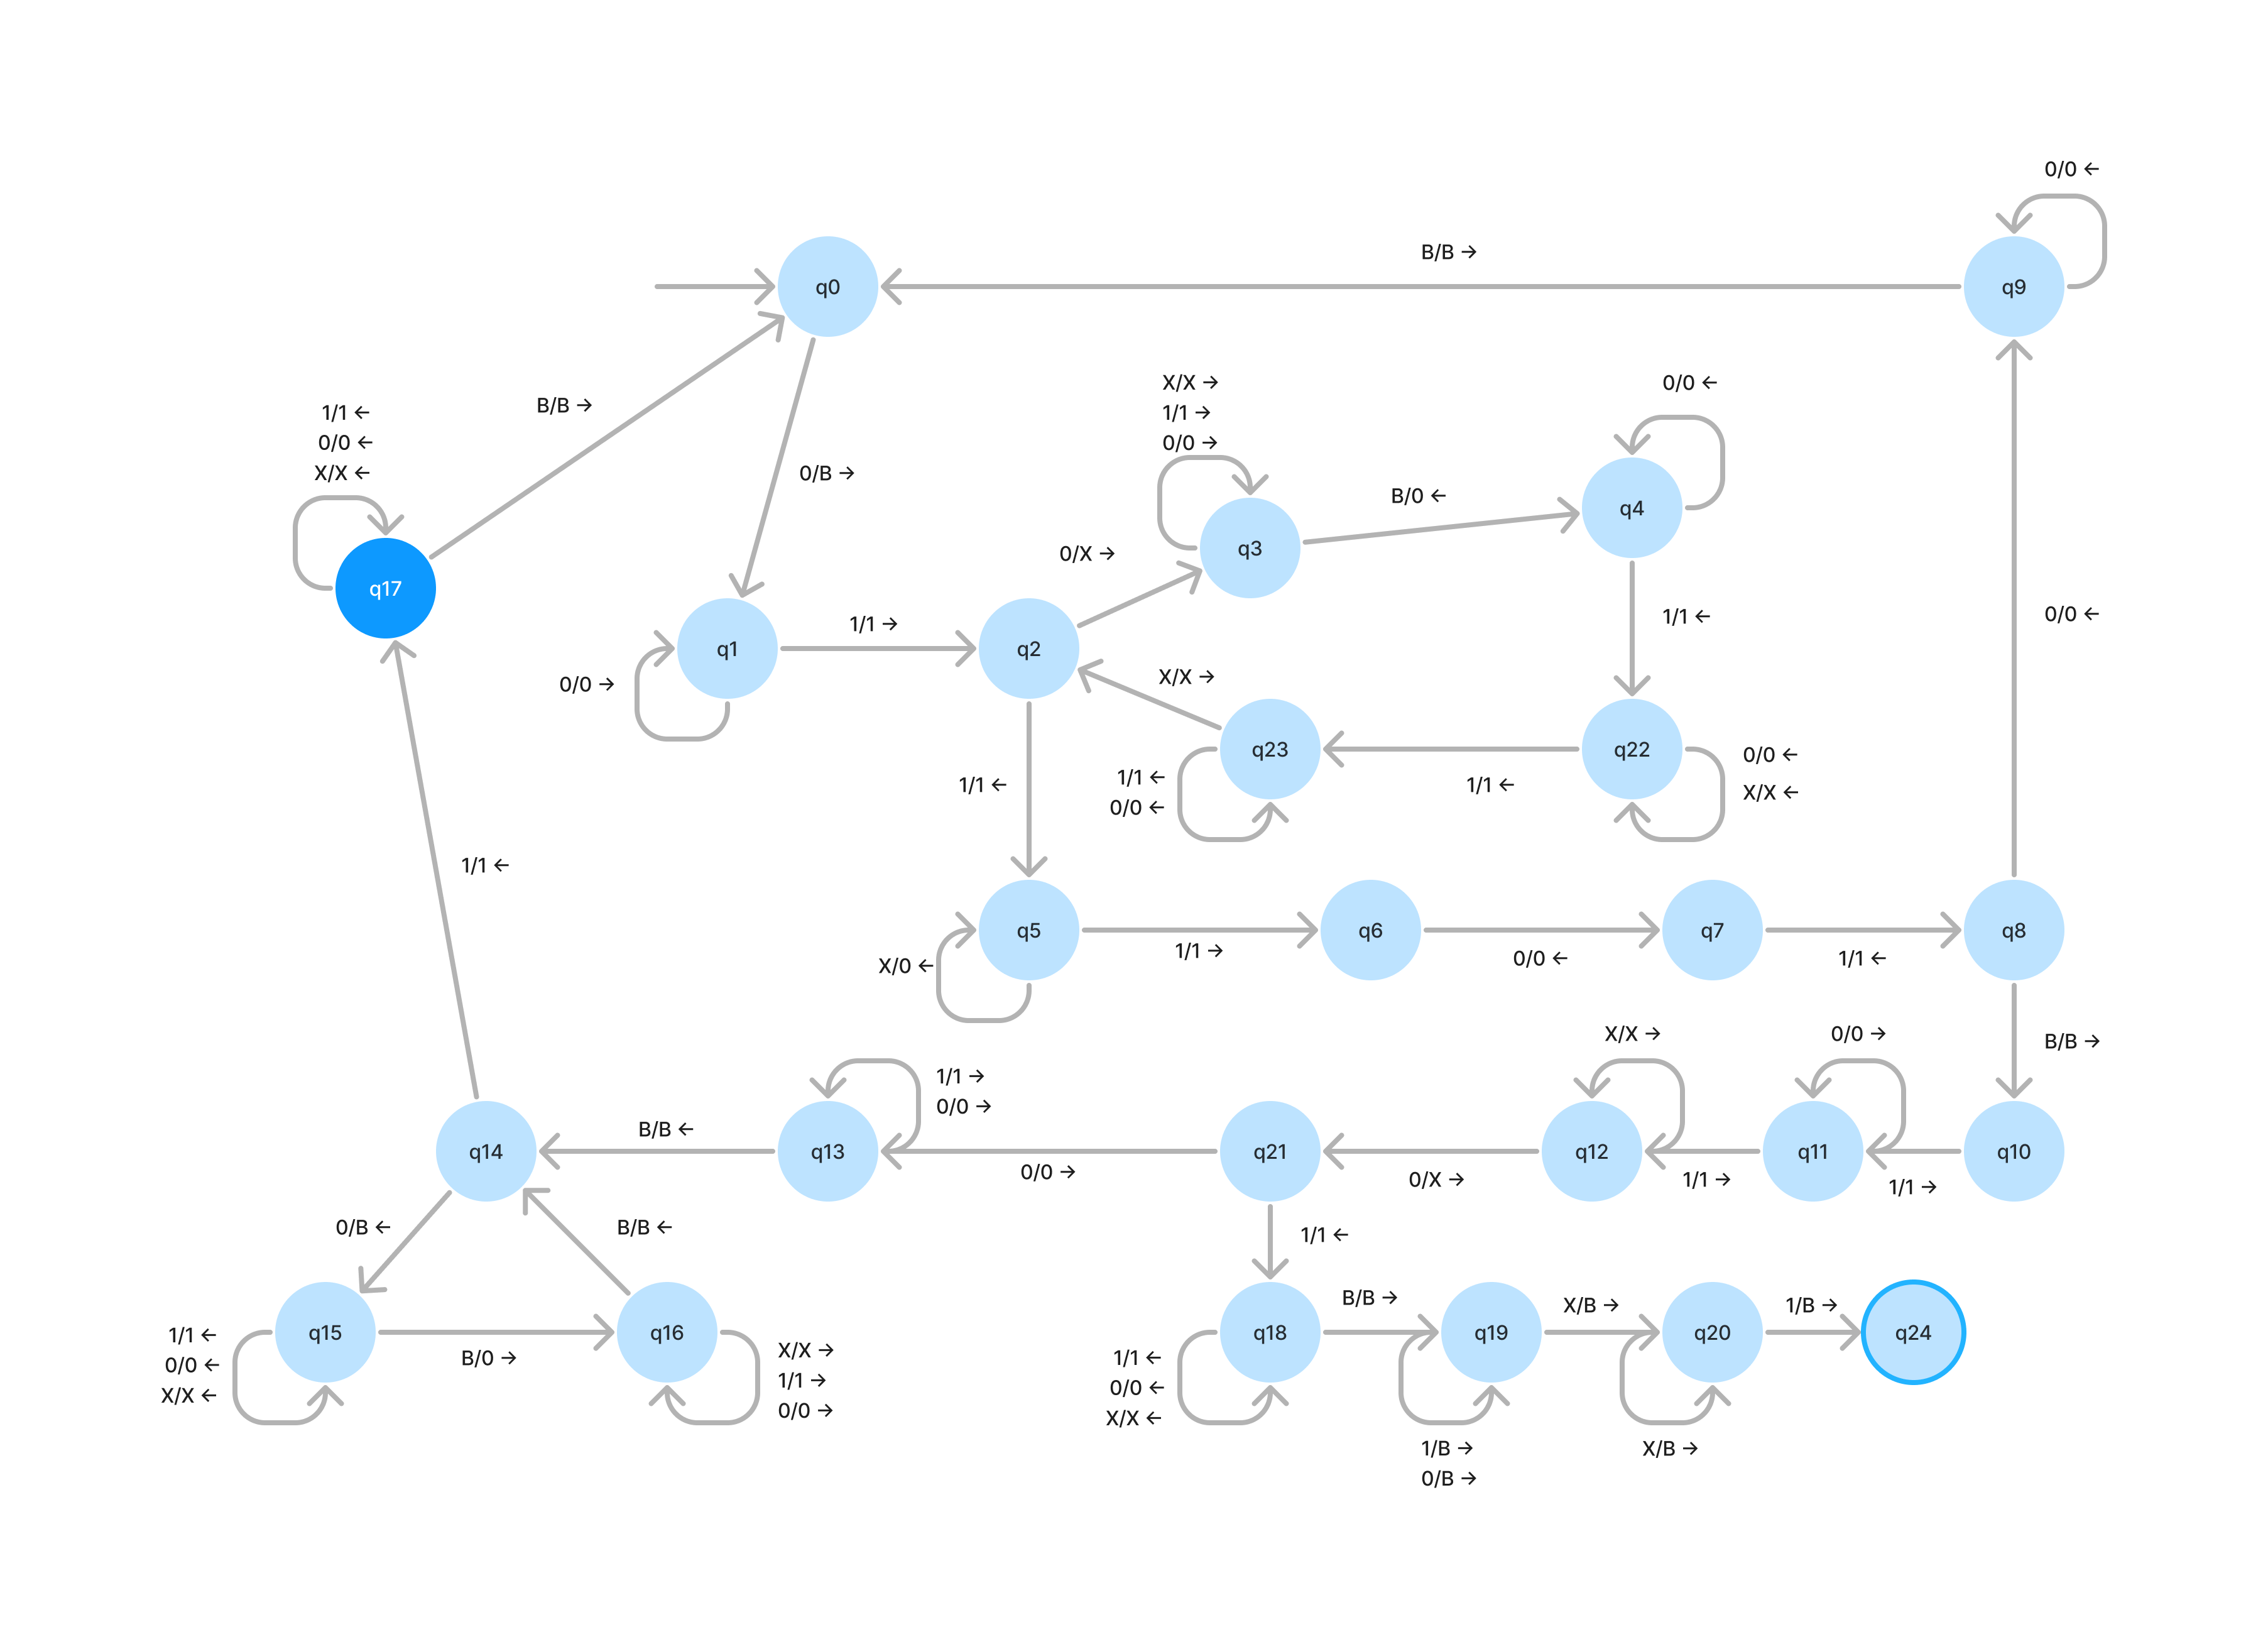 0/0 ←
B/B →
q0
q9
X/X →
1/1 →
0/0 →
0/0 ←
1/1 ←
0/0 ←
X/X ←
B/B →
0/B →
B/0 ←
q4
q3
0/X →
q17
1/1 →
1/1 ←
0/0 ←
q1
q2
0/0 →
X/X →
q23
q22
0/0 ←
X/X ←
1/1 ←
1/1 ←
0/0 ←
1/1 ←
1/1 ←
q5
q6
q7
q8
X/0 ←
1/1 →
0/0 ←
1/1 ←
X/X →
0/0 →
B/B →
1/1 →
0/0 →
B/B ←
q14
q13
q21
q12
q11
q10
0/0 →
0/X →
1/1 →
1/1 →
0/B ←
B/B ←
1/1 ←
B/B →
X/B →
1/B →
q15
q16
q18
q19
q20
q24
1/1 ←
0/0 ←
X/X ←
B/0 →
X/X →
1/1 →
0/0 →
1/1 ←
0/0 ←
X/X ←
1/B →
0/B →
X/B →